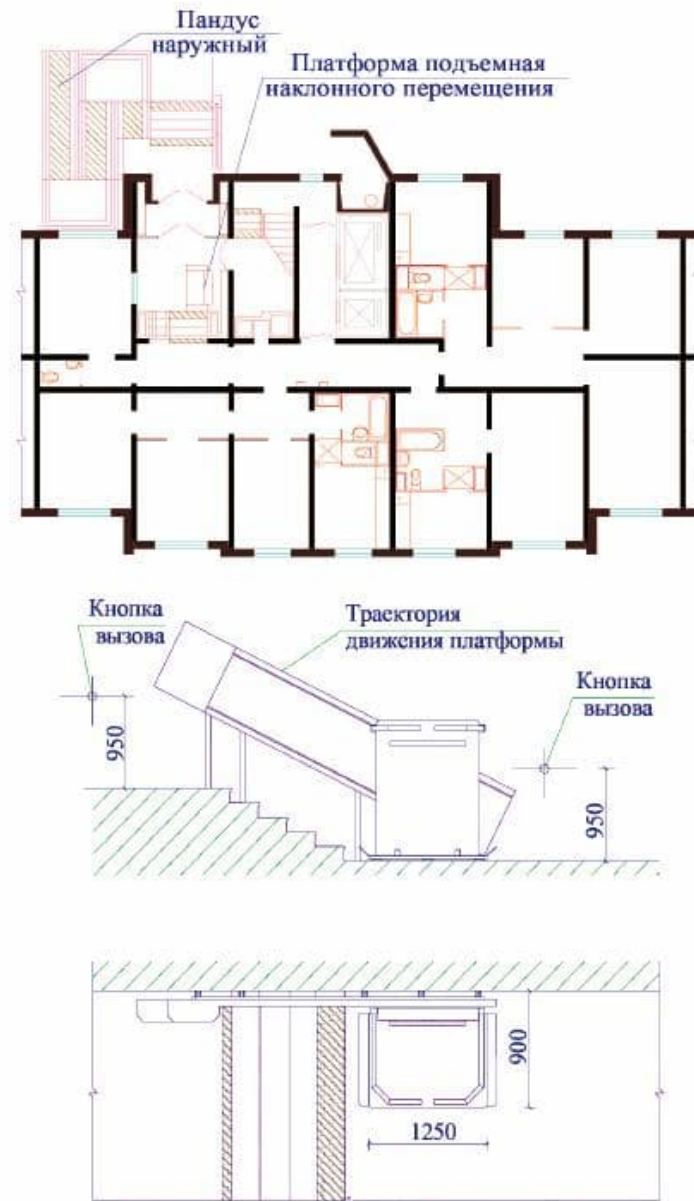 Пандус
наружный
Платформа подъемная
наклонного перемещения
Кнопка
вызова
Траектория
движения платформы
Кнопка
вызова
950
950
900
1250